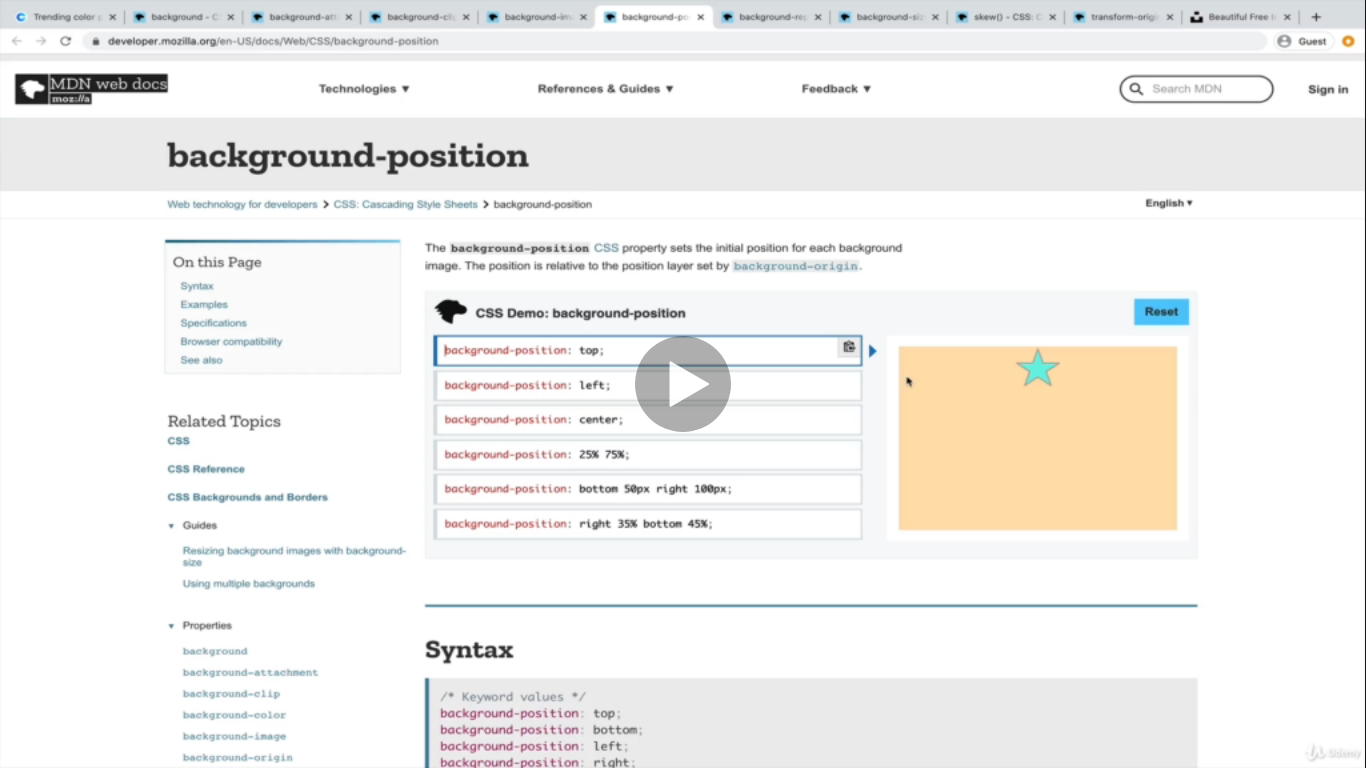 Trending color p
background - C
background-att
background-cli
background-im
background-po
background-rep
background-siz
skew() - CSS: C
transform-origi
Beautiful Free I
developer.mozilla.org/en-US/docs/Web/CSS/background-position
Guest
MDN web docs
moz://a
Technologies ▼
References & Guides ▼
Feedback ▼
Search MDN
Sign in
background-position
Web technology for developers > CSS: Cascading Style Sheets > background-position
English ▼
On this Page
Syntax
Examples
Specifications
Browser compatibility
See also
Related Topics
CSS
CSS Reference
CSS Backgrounds and Borders
▼ Guides
Resizing background images with background-
size
Using multiple backgrounds
▼ Properties
background
background-attachment
background-clip
background-color
background-image
background-origin
The background-position CSS property sets the initial position for each background
image. The position is relative to the position layer set by background-origin.
CSS Demo: background-position
Reset
background-position: top;
background-position: left;
background-position: center;
background-position: 25% 75%;
background-position: bottom 50px right 100px;
background-position: right 35% bottom 45%;
Syntax
/* Keyword values */
background-position: top;
background-position: bottom;
background-position: left;
background-position: right;
Udemy